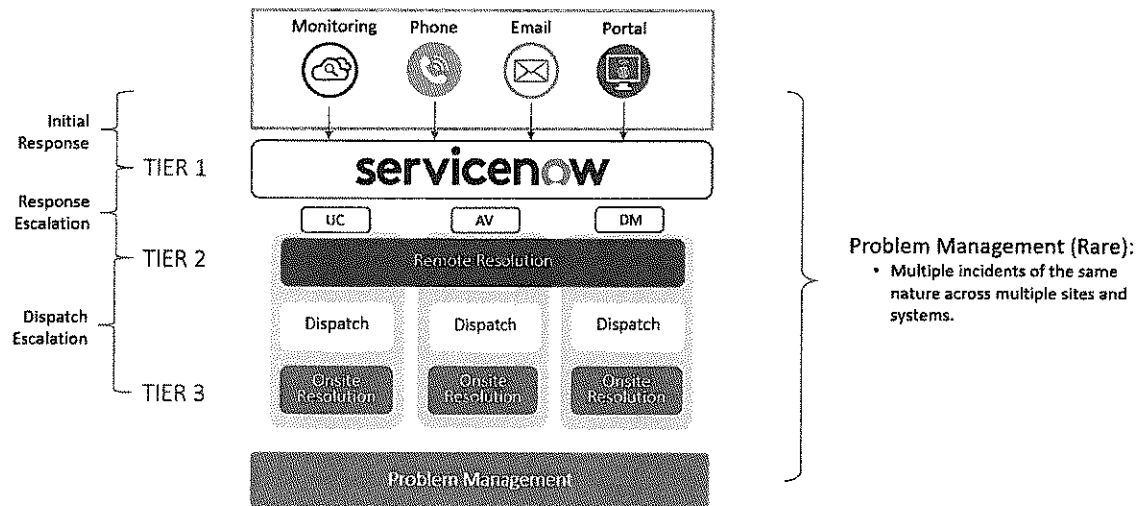 Monitoring Phone Email Portal
Initial
Response
TIER 1
servicenow
Response
Escalation
UC AV DM
TIER 2
Remote Resolution
Problem Management (Rare):
• Multiple incidents of the same
nature across multiple sites and
systems.
Dispatch
Escalation
Dispatch Dispatch Dispatch
TIER 3
Onsite
Resolution
Onsite
Resolution
Onsite
Resolution
Problem Management